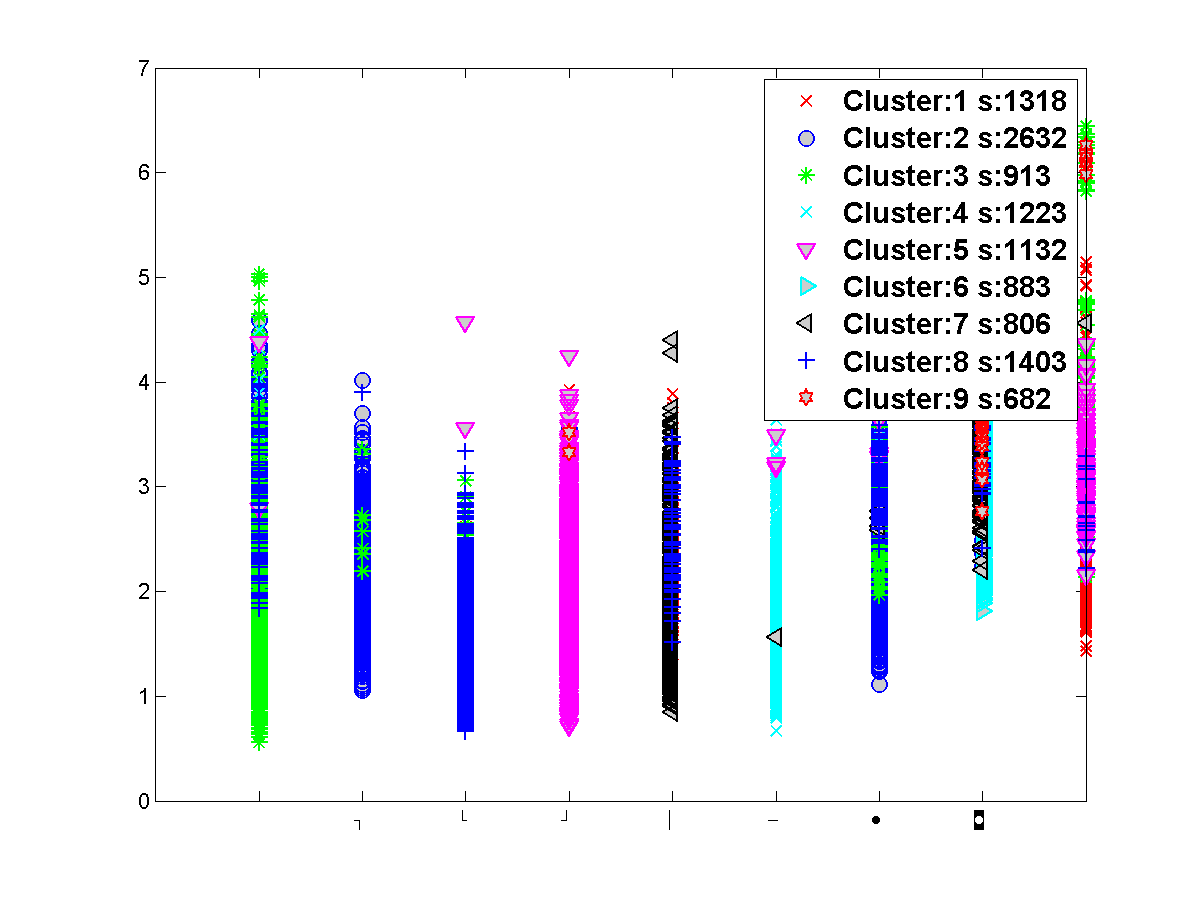 7
6
5
4
3
2
1
0
Cluster:1 s:1318
Cluster:2 s:2632
Cluster:3 s:913
Cluster:4 s:1223
Cluster:5 s:1132
Cluster:6 s:883
Cluster:7 s:806
Cluster:8 s:1403
Cluster:9 s:682
┐ └ ┘ │ ─ • ◘